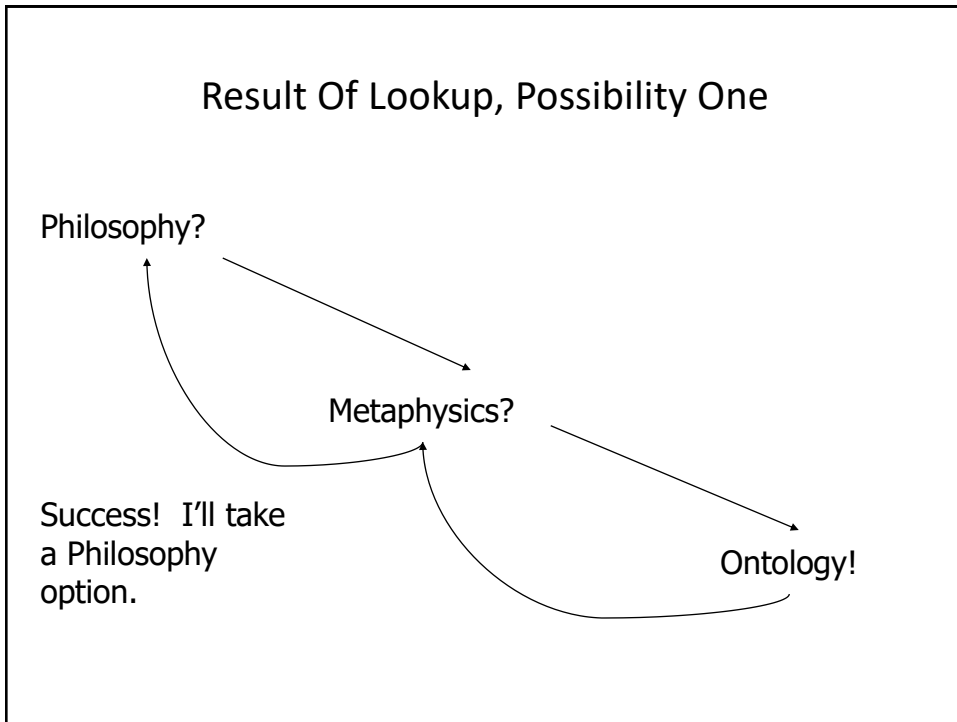 Result Of Lookup, Possibility One
Philosophy?
Metaphysics?
Success!  I’ll take
a Philosophy
option.
Ontology!